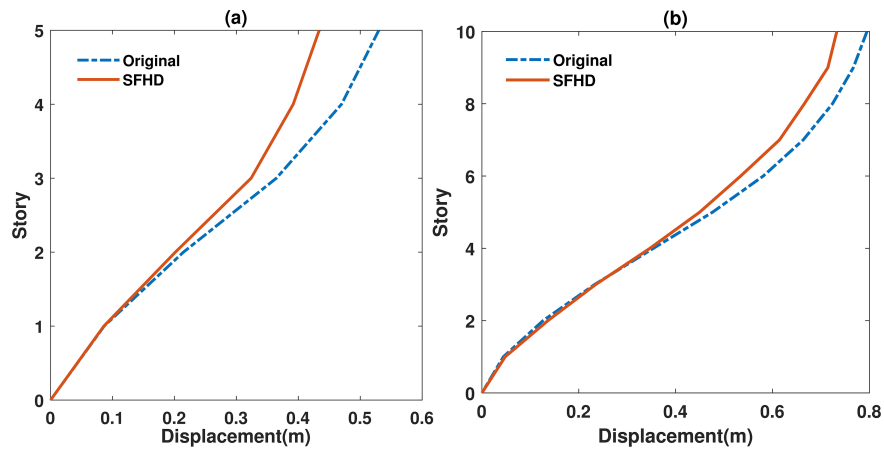 (a)
5
4
3
2
1
0
Story
Original
SFHD
0 0.1 0.2 0.3 0.4 0.5 0.6
Displacement(m)
(b)
10
8
6
4
2
0
Story
Original
SFHD
0 0.2 0.4 0.6 0.8
Displacement(m)